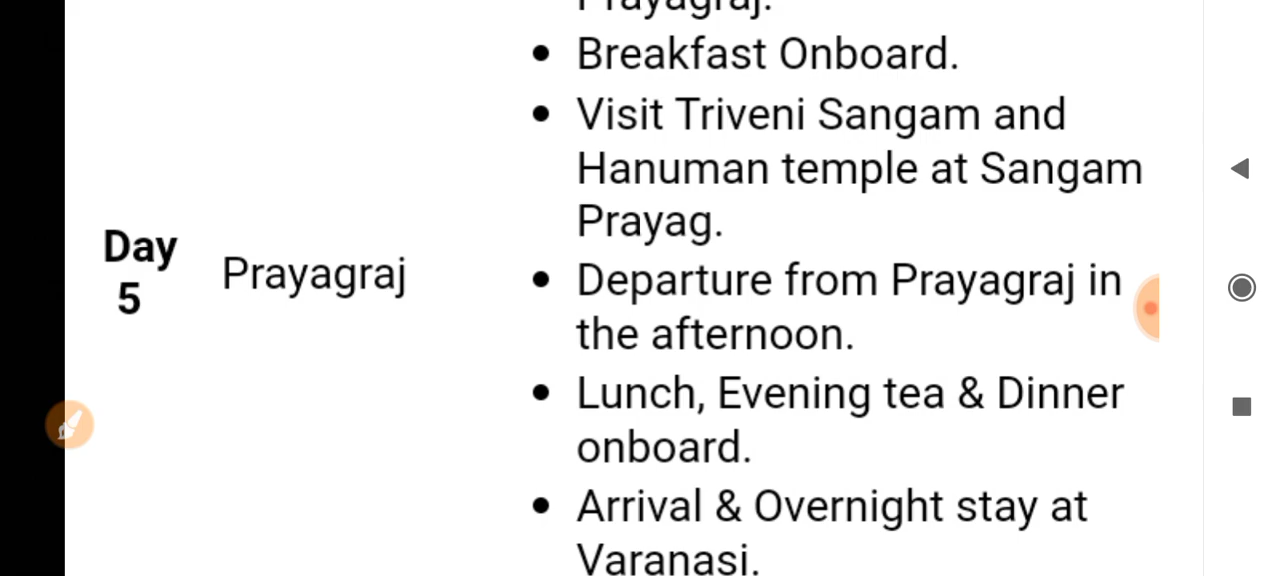 Prayagraj.
• Breakfast Onboard.
• Visit Triveni Sangam and
Hanuman temple at Sangam
Prayag.
Day
5
Prayagraj
• Departure from Prayagraj in
the afternoon.
• Lunch, Evening tea & Dinner
onboard.
• Arrival & Overnight stay at
Varanasi.